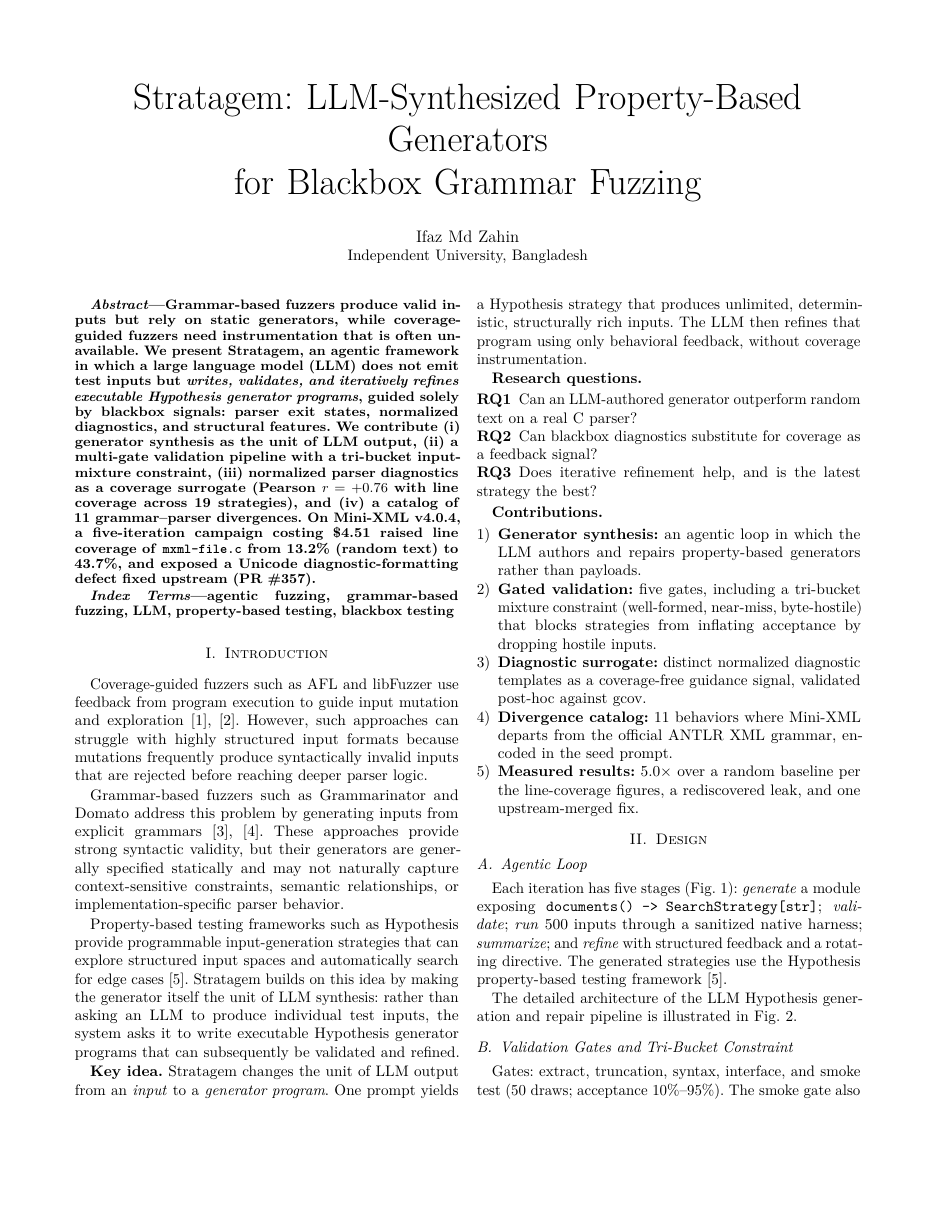 Stratagem: LLM-Synthesized Property-Based
Generators
for Blackbox Grammar Fuzzing
Ifaz Md Zahin
Independent University, Bangladesh
Abstract—Grammar-based fuzzers produce valid in-
puts but rely on static generators, while coverage-
guided fuzzers need instrumentation that is often un-
available. We present Stratagem, an agentic framework
in which a large language model (LLM) does not emit
test inputs but writes, validates, and iteratively refines
executable Hypothesis generator programs, guided solely
by blackbox signals: parser exit states, normalized
diagnostics, and structural features. We contribute (i)
generator synthesis as the unit of LLM output, (ii) a
multi-gate validation pipeline with a tri-bucket input-
mixture constraint, (iii) normalized parser diagnostics
as a coverage surrogate (Pearson r = +0.76 with line
coverage across 19 strategies), and (iv) a catalog of
11 grammar–parser divergences. On Mini-XML v4.0.4,
a five-iteration campaign costing $4.51 raised line
coverage of mxml-file.c from 13.2% (random text) to
43.7%, and exposed a Unicode diagnostic-formatting
defect fixed upstream (PR #357).
Index Terms—agentic fuzzing, grammar-based
fuzzing, LLM, property-based testing, blackbox testing
I. Introduction
Coverage-guided fuzzers such as AFL and libFuzzer use
feedback from program execution to guide input mutation
and exploration [1], [2]. However, such approaches can
struggle with highly structured input formats because
mutations frequently produce syntactically invalid inputs
that are rejected before reaching deeper parser logic.
Grammar-based fuzzers such as Grammarinator and
Domato address this problem by generating inputs from
explicit grammars [3], [4]. These approaches provide
strong syntactic validity, but their generators are gener-
ally specified statically and may not naturally capture
context-sensitive constraints, semantic relationships, or
implementation-specific parser behavior.
Property-based testing frameworks such as Hypothesis
provide programmable input-generation strategies that can
explore structured input spaces and automatically search
for edge cases [5]. Stratagem builds on this idea by making
the generator itself the unit of LLM synthesis: rather than
asking an LLM to produce individual test inputs, the
system asks it to write executable Hypothesis generator
programs that can subsequently be validated and refined.
Key idea. Stratagem changes the unit of LLM output
from an input to a generator program. One prompt yields
a Hypothesis strategy that produces unlimited, determin-
istic, structurally rich inputs. The LLM then refines that
program using only behavioral feedback, without coverage
instrumentation.
Research questions.
RQ1 Can an LLM-authored generator outperform random
text on a real C parser?
RQ2 Can blackbox diagnostics substitute for coverage as
a feedback signal?
RQ3 Does iterative refinement help, and is the latest
strategy the best?
Contributions.
1) Generator synthesis: an agentic loop in which the
LLM authors and repairs property-based generators
rather than payloads.
2) Gated validation: five gates, including a tri-bucket
mixture constraint (well-formed, near-miss, byte-hostile)
that blocks strategies from inflating acceptance by
dropping hostile inputs.
3) Diagnostic surrogate: distinct normalized diagnostic
templates as a coverage-free guidance signal, validated
post-hoc against gcov.
4) Divergence catalog: 11 behaviors where Mini-XML
departs from the official ANTLR XML grammar, en-
coded in the seed prompt.
5) Measured results: 5.0× over a random baseline per
the line-coverage figures, a rediscovered leak, and one
upstream-merged fix.
II. Design
A. Agentic Loop
Each iteration has five stages (Fig. 1): generate a module
exposing documents() -> SearchStrategy[str]; vali-
date; run 500 inputs through a sanitized native harness;
summarize; and refine with structured feedback and a rotat-
ing directive. The generated strategies use the Hypothesis
property-based testing framework [5].
The detailed architecture of the LLM Hypothesis gener-
ation and repair pipeline is illustrated in Fig. 2.
B. Validation Gates and Tri-Bucket Constraint
Gates: extract, truncation, syntax, interface, and smoke
test (50 draws; acceptance 10%–95%). The smoke gate also